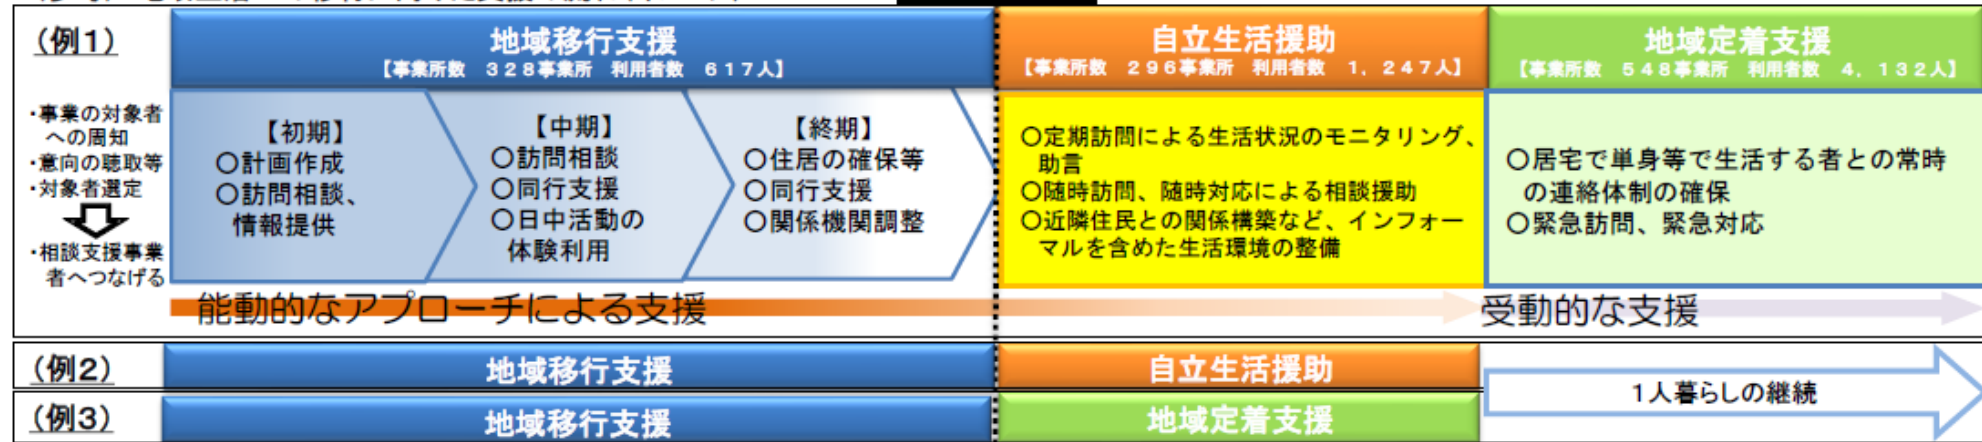 (例1)
地域移行支援
【事業所数 328事業所 利用者数 617人】
自立生活援助
【事業所数 296事業所 利用者数 1,247人】
地域定着支援
【事業所数 548事業所 利用者数 4,132人】
・事業の対象者
への周知
・意向の聴取等
・対象者選定
・相談支援事業
者へつなげる
【初期】
〇計画作成
〇訪問相談、
情報提供
【中期】
〇訪問相談
〇同行支援
〇日中活動の
体験利用
【終期】
〇住居の確保等
〇同行支援
〇関係機関調整
〇定期訪問による生活状況のモニタリング、
助言
〇随時訪問、随時対応による相談援助
〇近隣住民との関係構築など、インフォー
マルを含めた生活環境の整備
〇居宅で単身等で生活する者との常時
の連絡体制の確保
〇緊急訪問、緊急対応
能動的なアプローチによる支援
受動的な支援
(例2)
地域移行支援
自立生活援助
1人暮らしの継続
(例3)
地域移行支援
地域定着支援